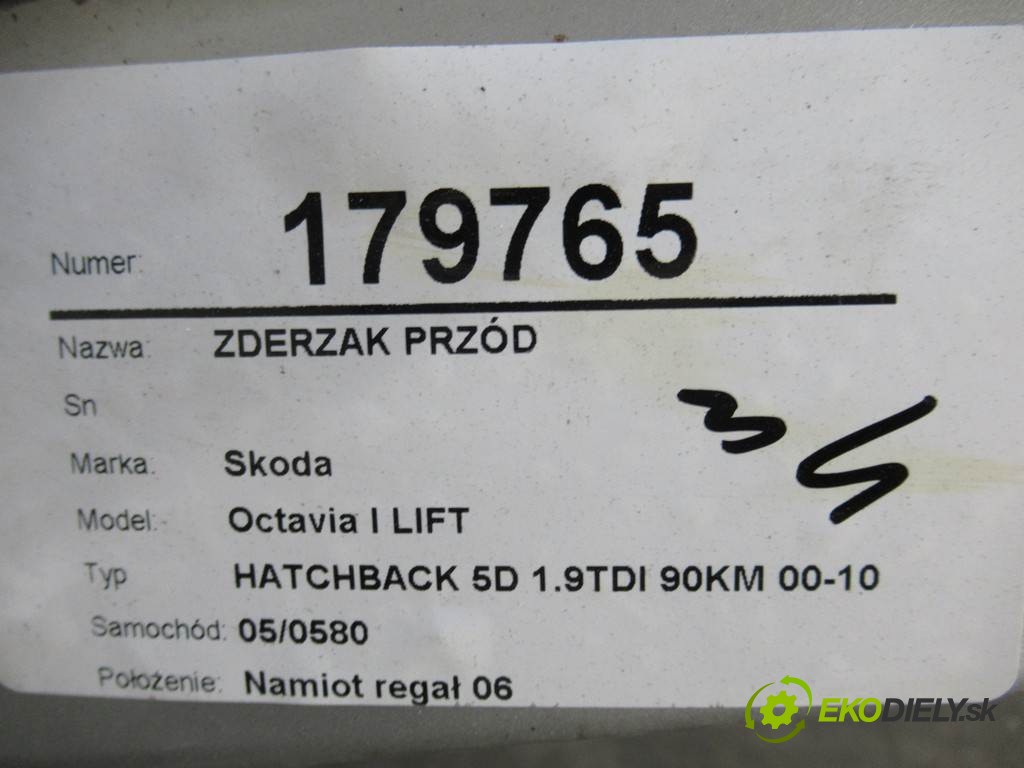 Numer: 179765
Nazwa: ZDERZAK PRZÓD
Sn
Marka: Skoda
Model: Octavia I LIFT
Typ HATCHBACK 5D 1.9TDI 90KM 00-10
Samochód: 05/0580
Położenie: Namiot regał 06
EKODIELY.sk